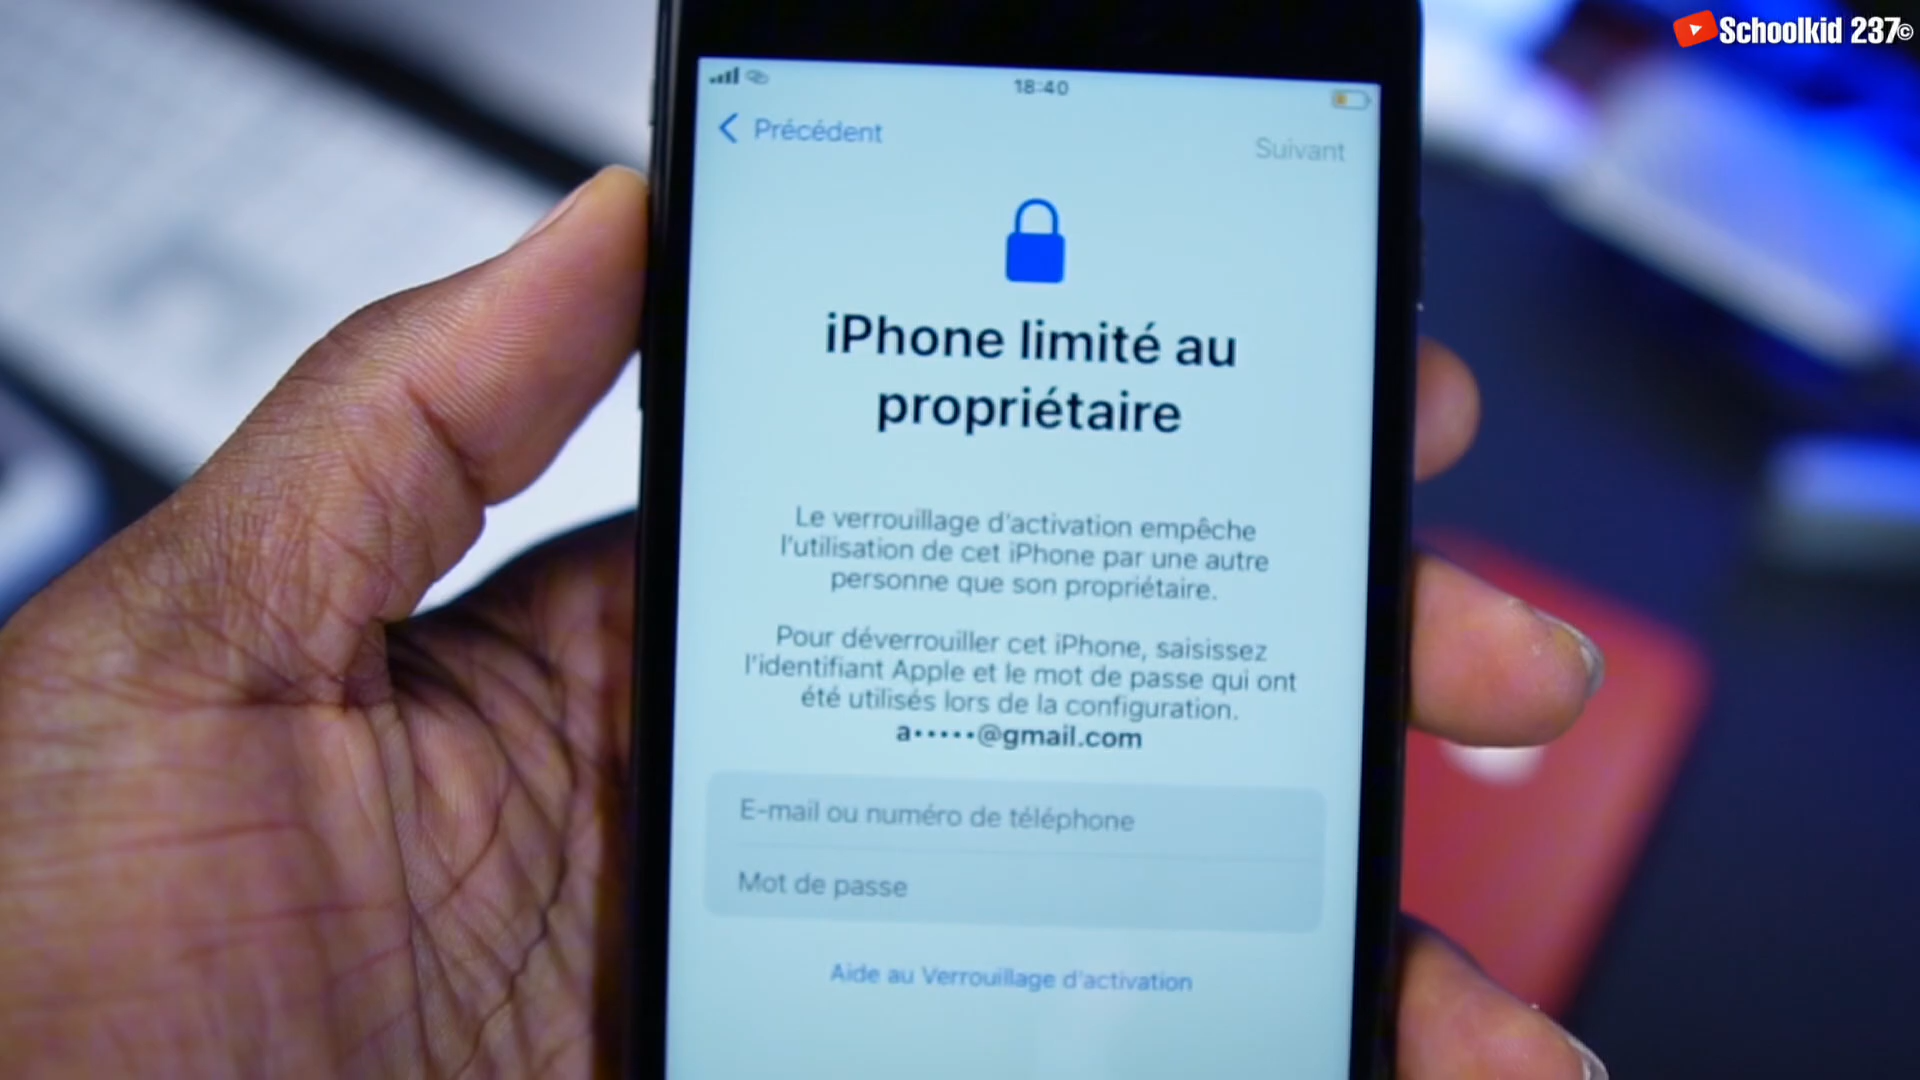 Schoolkid 237©
18:40
Précédent
Suivant
iPhone limité au
propriétaire
Le verrouillage d'activation empêche
l'utilisation de cet iPhone par une autre
personne que son propriétaire.
Pour déverrouiller cet iPhone, saisissez
l'identifiant Apple et le mot de passe qui ont
été utilisés lors de la configuration.
a•••••@gmail.com
E-mail ou numéro de téléphone
Mot de passe
Aide au Verrouillage d'activation